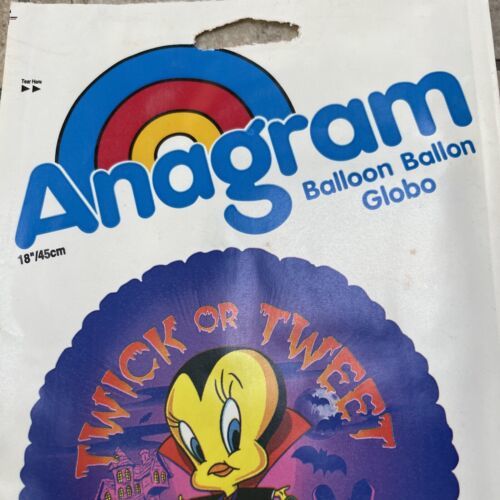 Tear Here
Anagram
Balloon Ballon
Globo
18"/45cm
TWICK OR TWEET